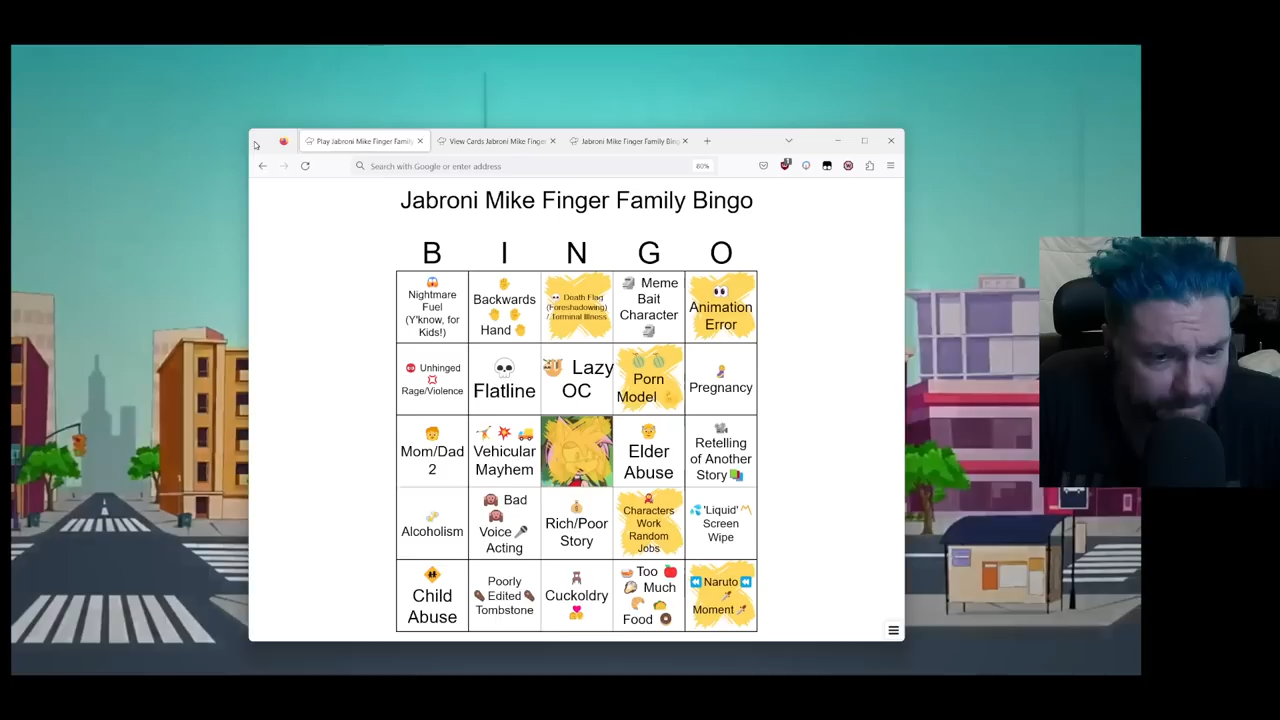 Play Jabroni Mike Finger Family
View Cards Jabroni Mike Finger
Jabroni Mike Finger Family Bing
Search with Google or enter address
80%
Jabroni Mike Finger Family Bingo
B I N G O
Nightmare
Fuel
(Y'know, for
Kids!)
Backwards
Hand
Death Flag
(Foreshadowing)
/ Terminal Illness
Meme
Bait
Character
Animation
Error
Unhinged
Rage/Violence
Flatline
Lazy
OC
Porn
Model
Pregnancy
Mom/Dad
2
Vehicular
Mayhem
Elder
Abuse
Retelling
of Another
Story
Alcoholism
Bad
Voice
Acting
Rich/Poor
Story
Characters
Work
Random
Jobs
'Liquid'
Screen
Wipe
Child
Abuse
Poorly
Edited
Tombstone
Cuckoldry
Too
Much
Food
Naruto
Moment